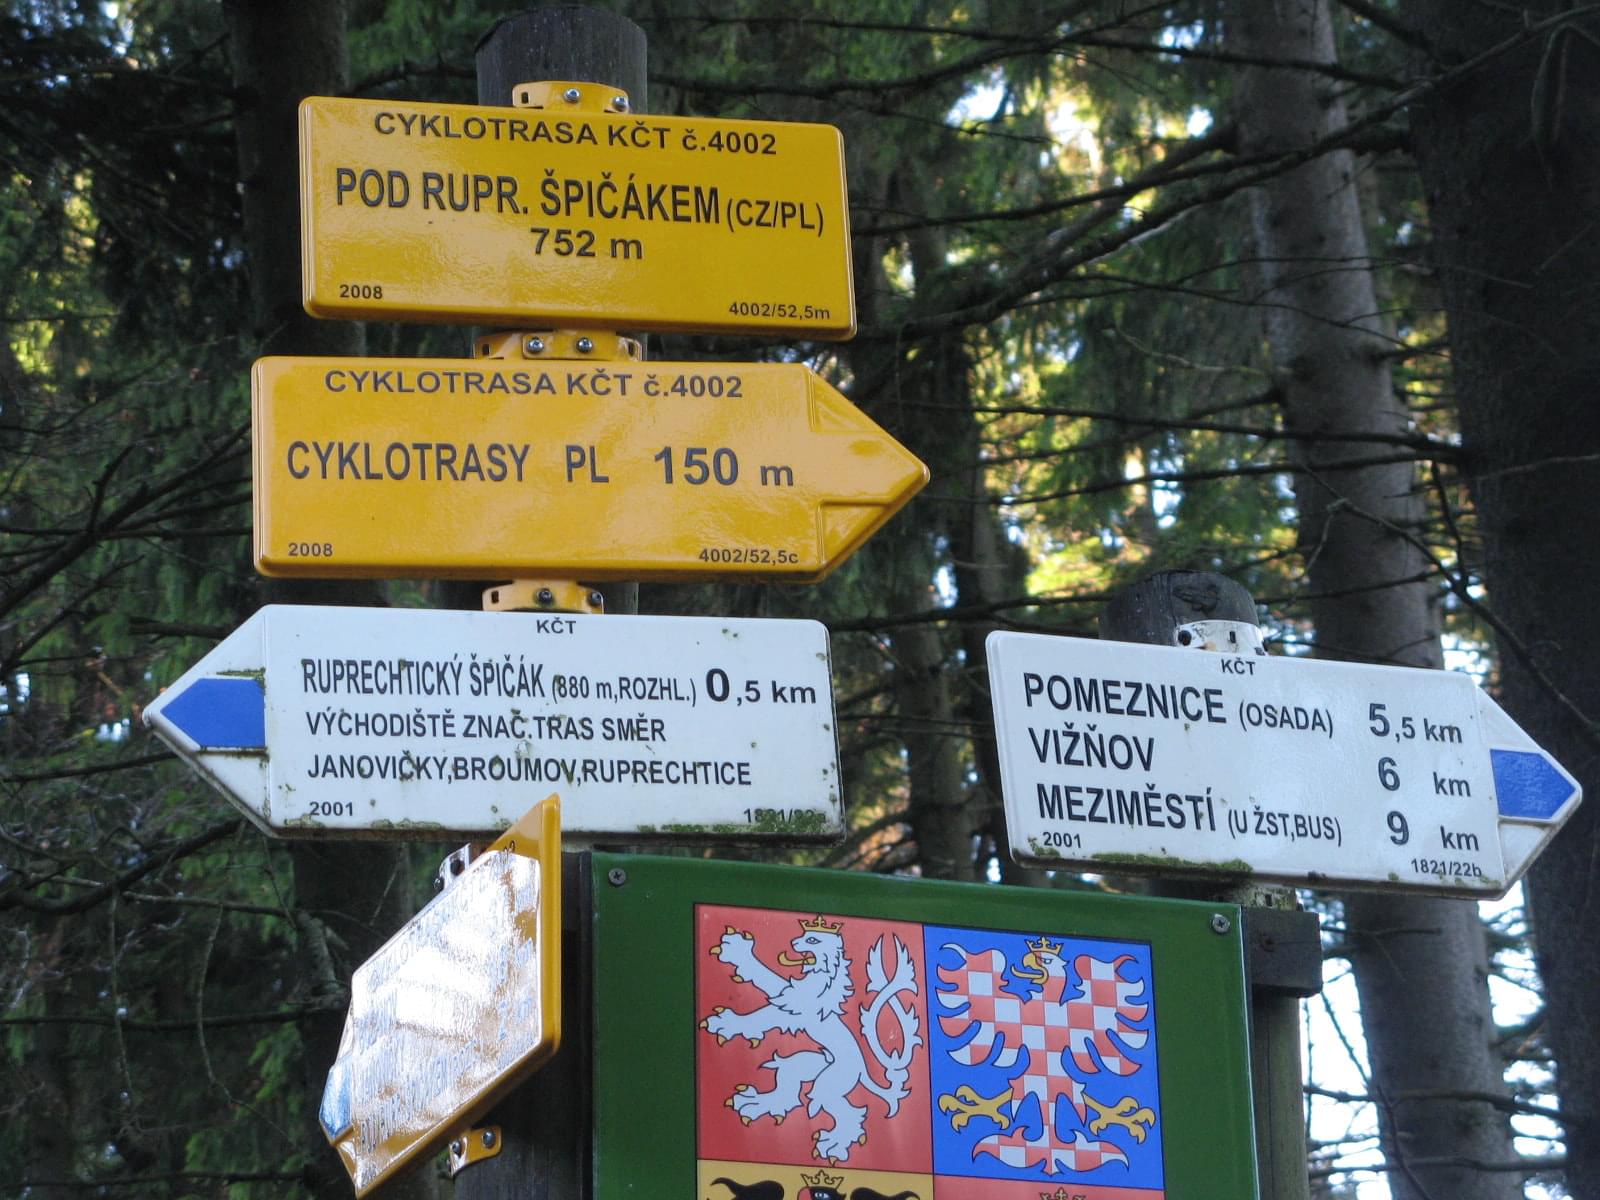 CYKLOTRASA KČT č.4002
POD RUPR. ŠPIČÁKEM (CZ/PL)
752 m
2008 4002/52,5m
CYKLOTRASA KČT č.4002
CYKLOTRASY PL 150 m
2008 4002/52,5c
KČT
RUPRECHTICKÝ ŠPIČÁK (880 m,ROZHL.) 0,5 km
VÝCHODIŠTĚ ZNAČ.TRAS SMĚR
JANOVIČKY,BROUMOV,RUPRECHTICE
2001 1821/22a
KČT
POMEZNICE (OSADA) 5,5 km
VIŽŇOV 6 km
MEZIMĚSTÍ (U ŽST,BUS) 9 km
2001 1821/22b